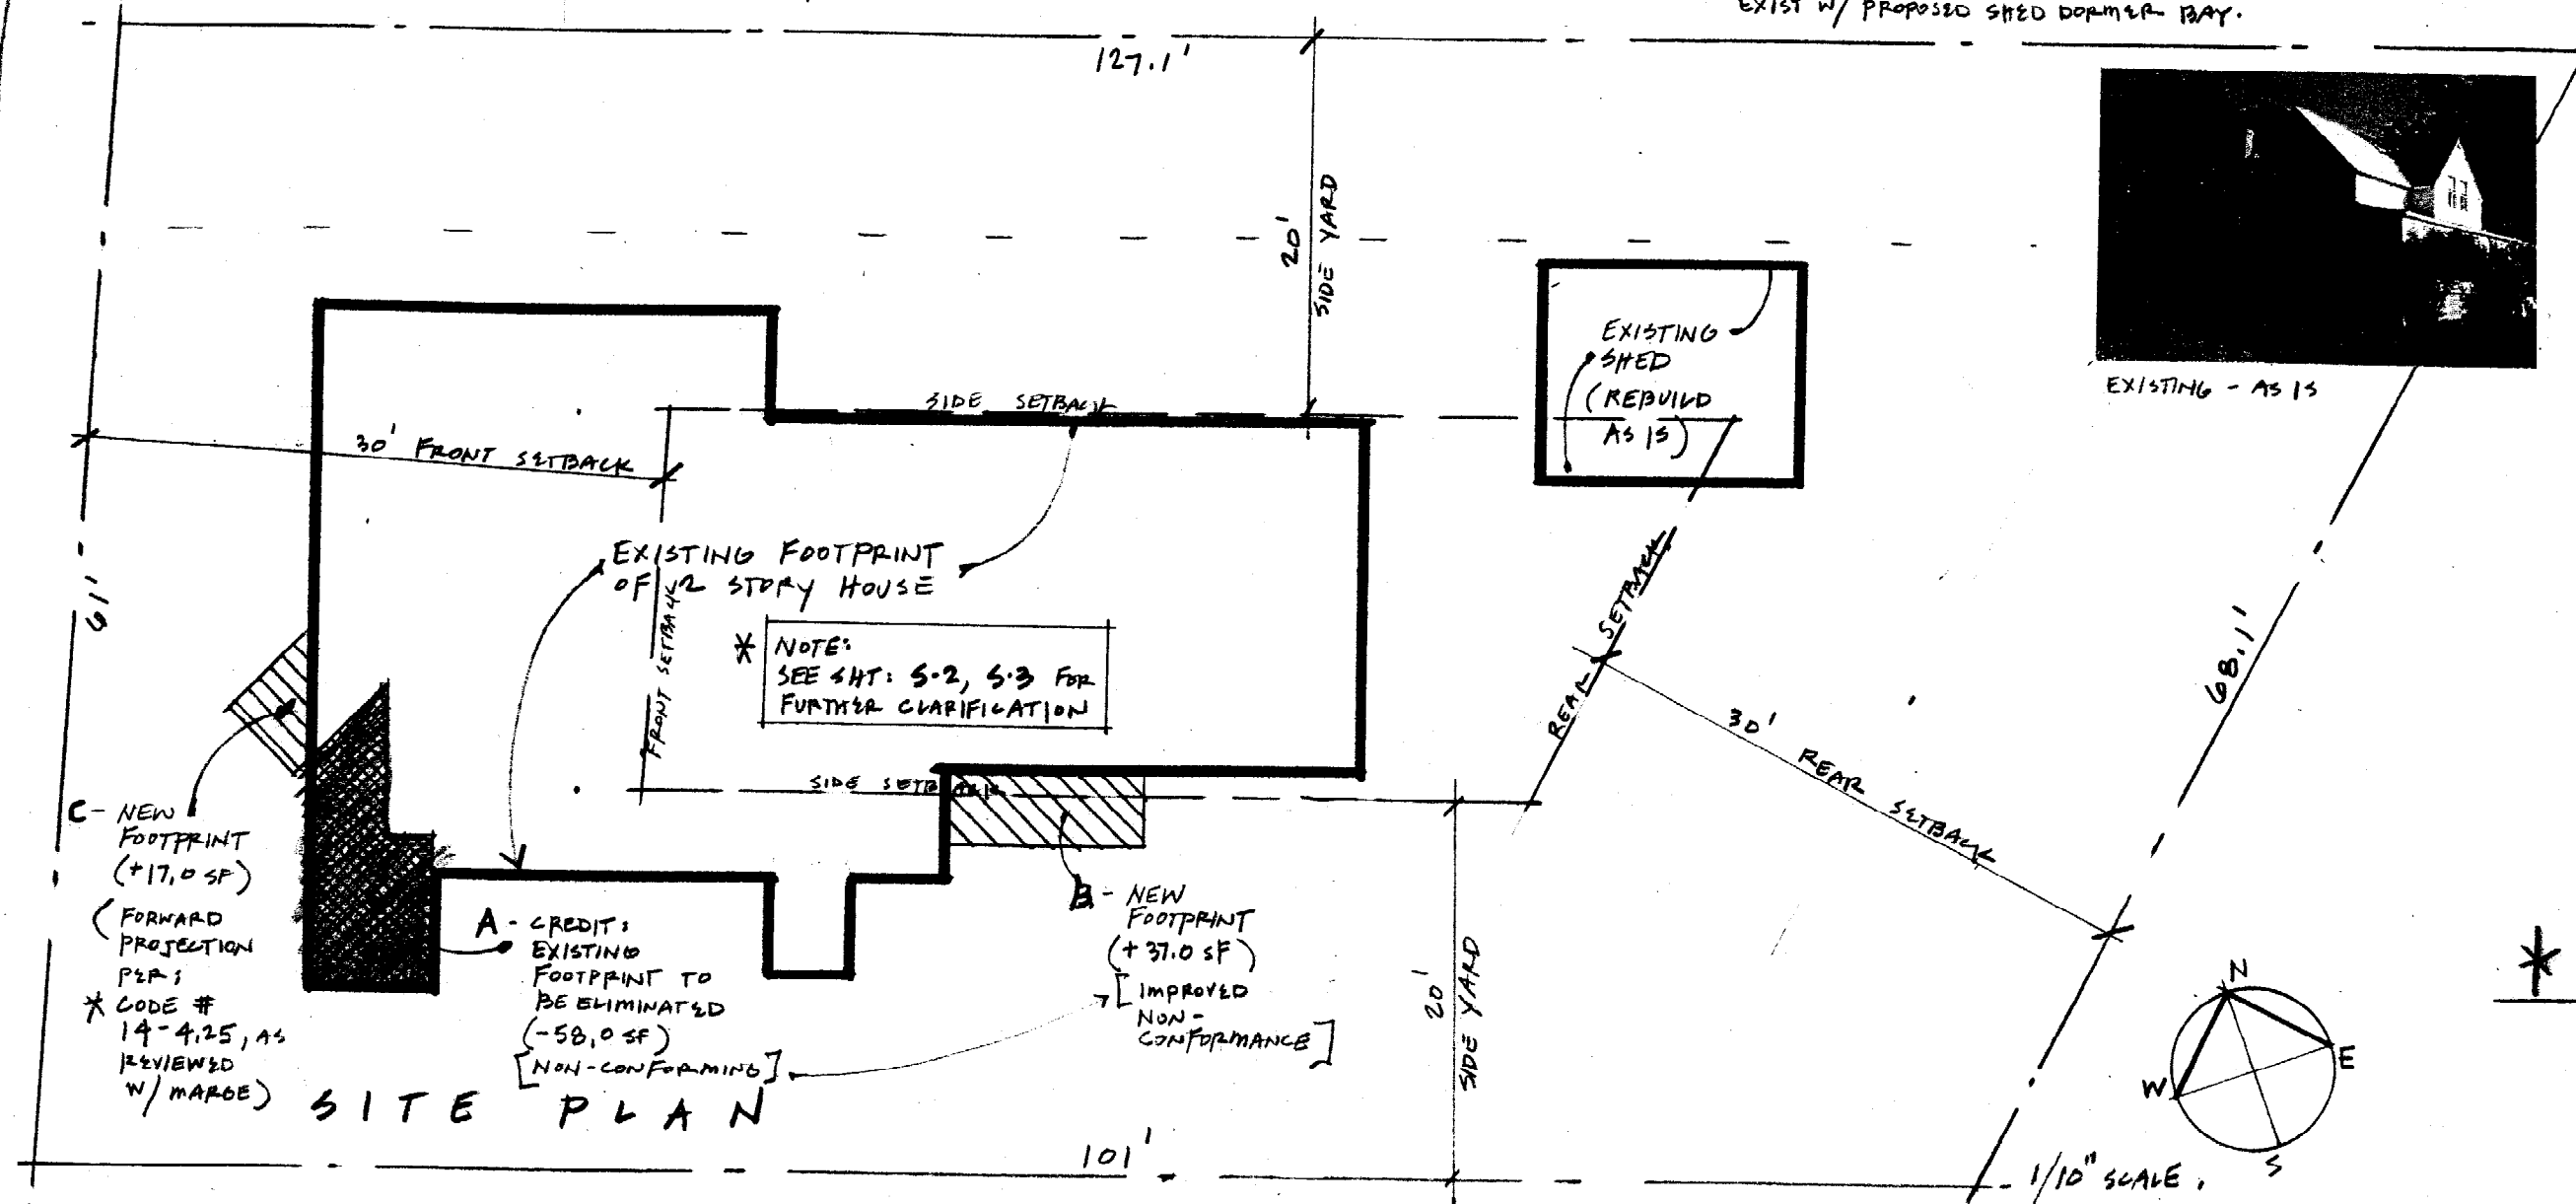 EXIST W/ PROPOSED SHED DORMER BAY.
127.1'
20'
SIDE YARD
EXISTING
SHED
(REBUILD
AS IS)
EXISTING - AS IS
SIDE SETBACK
30' FRONT SETBACK
61'
EXISTING FOOTPRINT
OF 2 STORY HOUSE
FRONT SETBACK
* NOTE:
SEE SHT: S.2, S.3 FOR
FURTHER CLARIFICATION
REAR SETBACK
68.1'
30' REAR SETBACK
SIDE SETBACK
C - NEW
FOOTPRINT
(+17.0 SF)
(FORWARD
PROJECTION
PER:
* CODE #
14-4.25, AS
REVIEWED
W/ MARGE)
A - CREDIT:
EXISTING
FOOTPRINT TO
BE ELIMINATED
(-58.0 SF)
[NON-CONFORMING]
B - NEW
FOOTPRINT
(+37.0 SF)
[IMPROVED
NON-
CONFORMANCE]
20'
SIDE YARD
*
N
E
W
S
SITE PLAN
101'
1/10" SCALE.